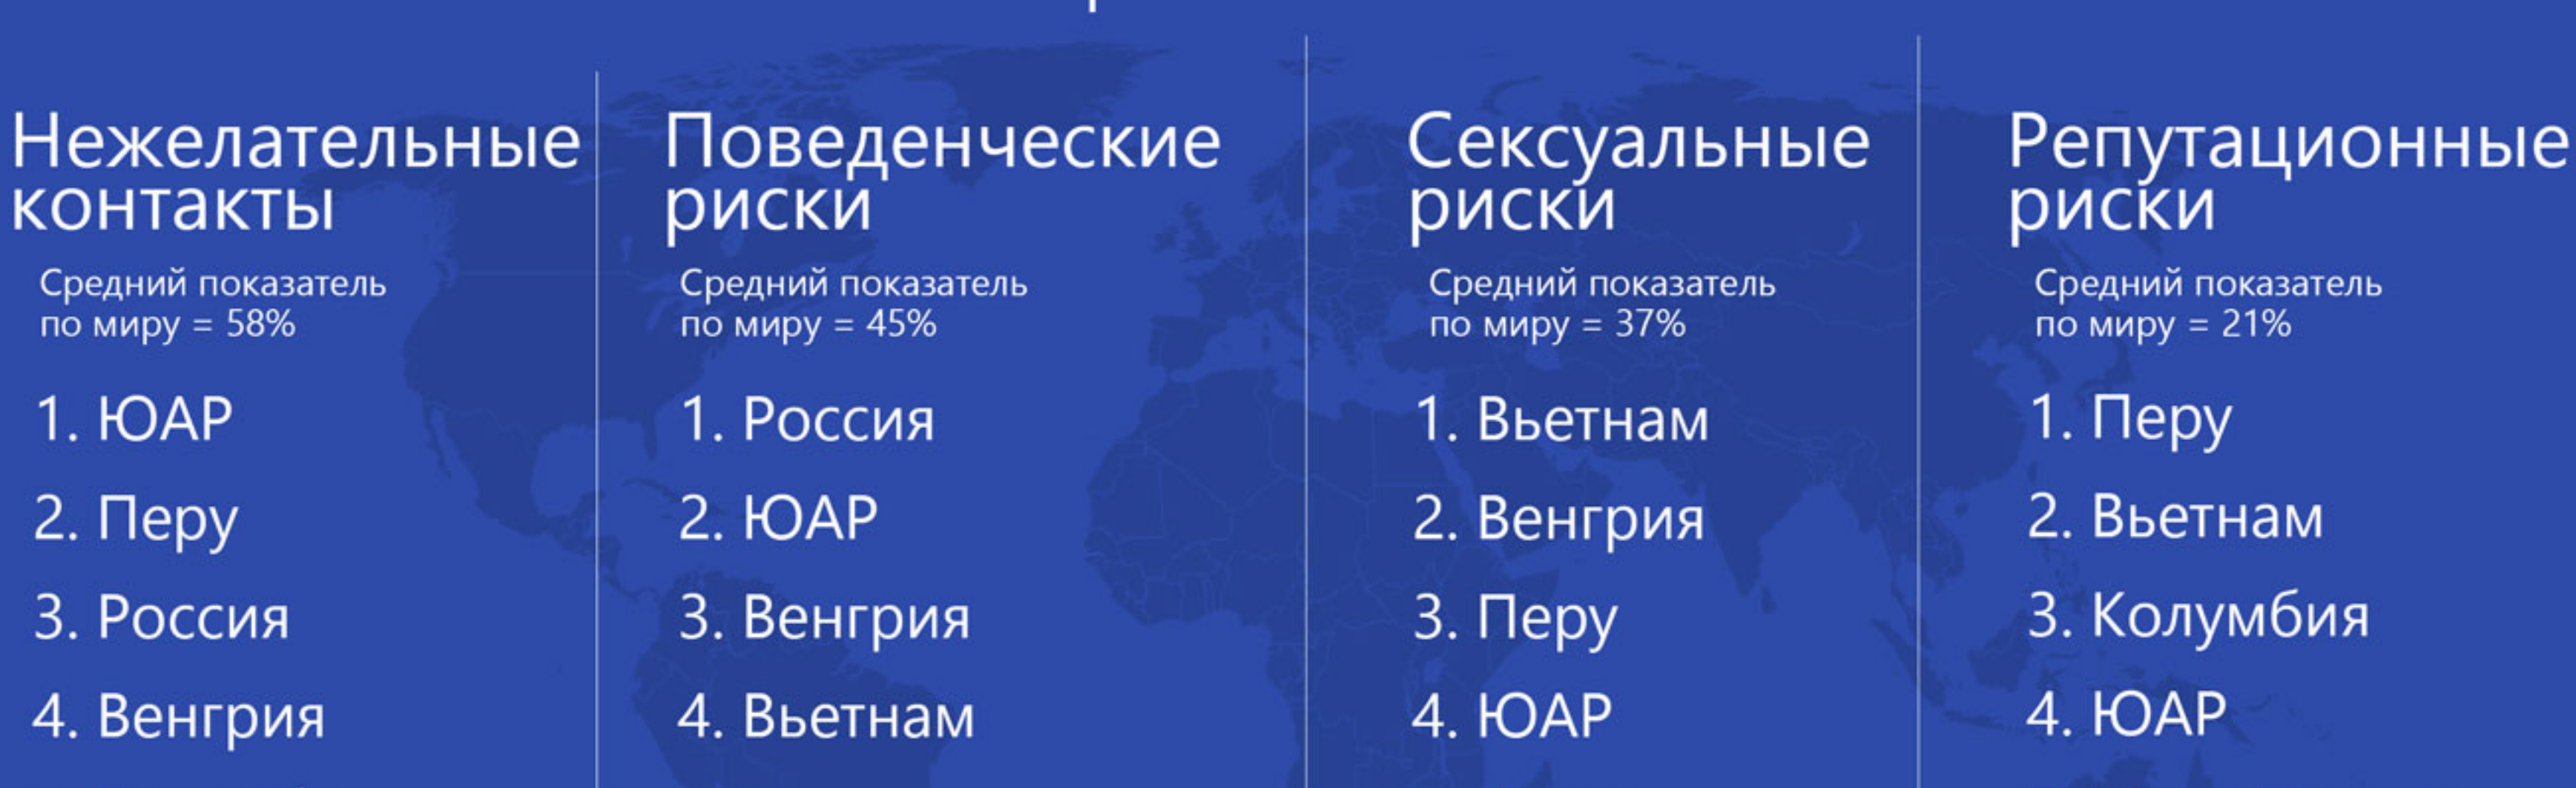 Нежелательные
контакты
Средний показатель
по миру = 58%
1. ЮАР
2. Перу
3. Россия
4. Венгрия
Поведенческие
риски
Средний показатель
по миру = 45%
1. Россия
2. ЮАР
3. Венгрия
4. Вьетнам
Сексуальные
риски
Средний показатель
по миру = 37%
1. Вьетнам
2. Венгрия
3. Перу
4. ЮАР
Репутационные
риски
Средний показатель
по миру = 21%
1. Перу
2. Вьетнам
3. Колумбия
4. ЮАР